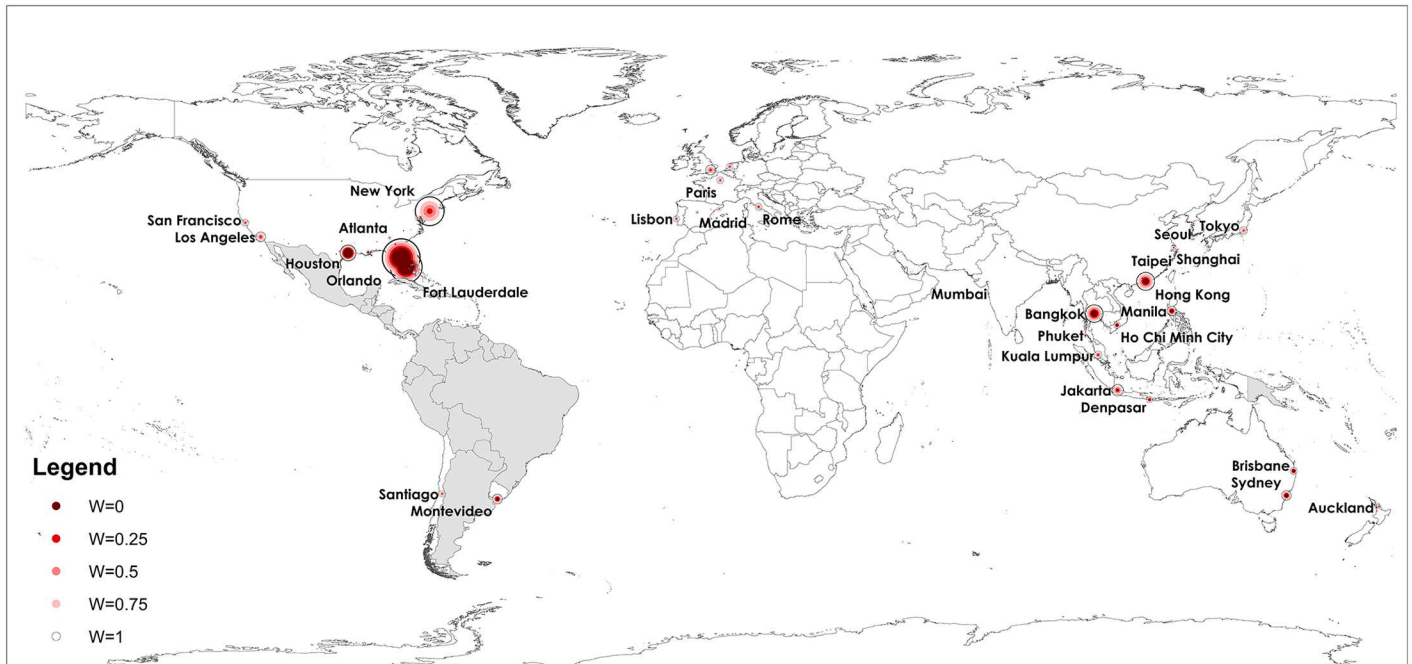 New York
Paris
San Francisco
Lisbon
Madrid
Rome
Atlanta
Los Angeles
Seoul
Tokyo
Houston
Taipei
Shanghai
Orlando
Fort Lauderdale
Mumbai
Hong Kong
Bangkok
Manila
Phuket
Ho Chi Minh City
Kuala Lumpur
Jakarta
Denpasar
Legend
Brisbane
Sydney
Santiago
Montevideo
Auckland
W=0
W=0.25
W=0.5
W=0.75
W=1